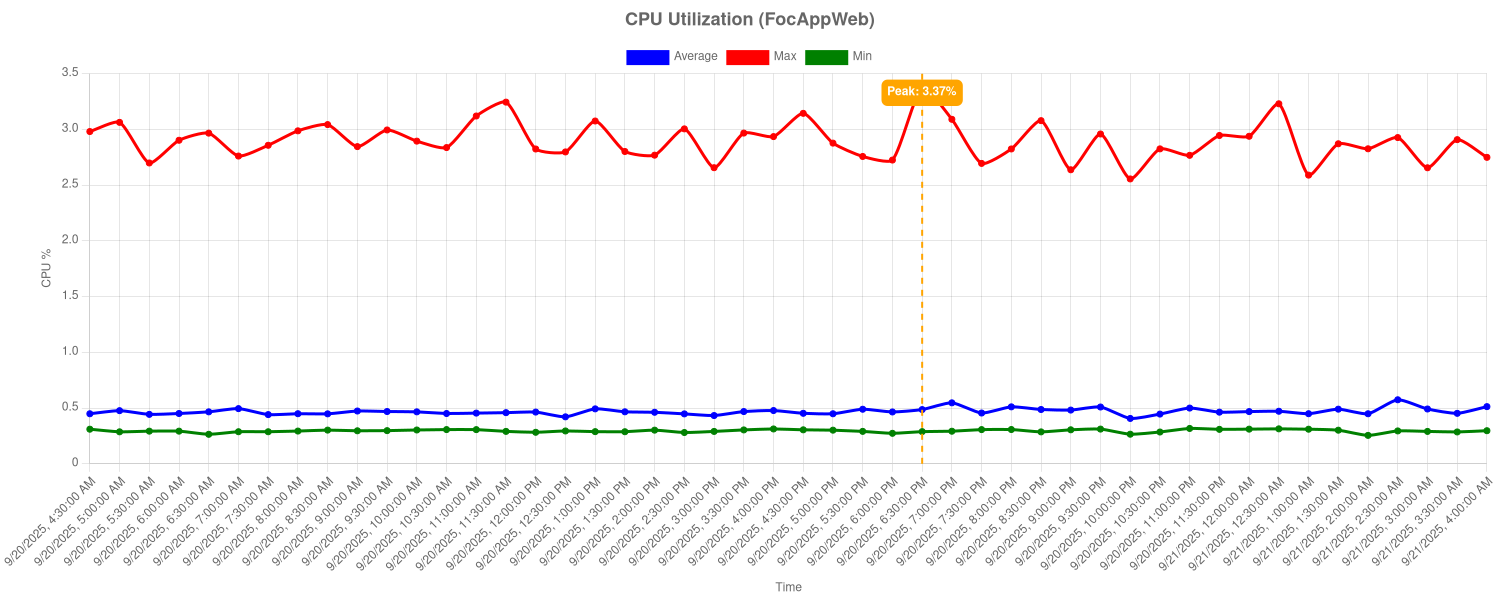 CPU Utilization (FocAppWeb)
Average Max Min
3.5
3.0
2.5
2.0
1.5
1.0
0.5
0
CPU %
Peak: 3.37%
9/20/2025, 4:30:00 AM
9/20/2025, 5:00:00 AM
9/20/2025, 5:30:00 AM
9/20/2025, 6:00:00 AM
9/20/2025, 6:30:00 AM
9/20/2025, 7:00:00 AM
9/20/2025, 7:30:00 AM
9/20/2025, 8:00:00 AM
9/20/2025, 8:30:00 AM
9/20/2025, 9:00:00 AM
9/20/2025, 9:30:00 AM
9/20/2025, 10:00:00 AM
9/20/2025, 10:30:00 AM
9/20/2025, 11:00:00 AM
9/20/2025, 11:30:00 AM
9/20/2025, 12:00:00 PM
9/20/2025, 12:30:00 PM
9/20/2025, 1:00:00 PM
9/20/2025, 1:30:00 PM
9/20/2025, 2:00:00 PM
9/20/2025, 2:30:00 PM
9/20/2025, 3:00:00 PM
9/20/2025, 3:30:00 PM
9/20/2025, 4:00:00 PM
9/20/2025, 4:30:00 PM
9/20/2025, 5:00:00 PM
9/20/2025, 5:30:00 PM
9/20/2025, 6:00:00 PM
9/20/2025, 6:30:00 PM
9/20/2025, 7:00:00 PM
9/20/2025, 7:30:00 PM
9/20/2025, 8:00:00 PM
9/20/2025, 8:30:00 PM
9/20/2025, 9:00:00 PM
9/20/2025, 9:30:00 PM
9/20/2025, 10:00:00 PM
9/20/2025, 10:30:00 PM
9/20/2025, 11:00:00 PM
9/20/2025, 11:30:00 PM
9/21/2025, 12:00:00 AM
9/21/2025, 12:30:00 AM
9/21/2025, 1:00:00 AM
9/21/2025, 1:30:00 AM
9/21/2025, 2:00:00 AM
9/21/2025, 2:30:00 AM
9/21/2025, 3:00:00 AM
9/21/2025, 3:30:00 AM
9/21/2025, 4:00:00 AM
Time